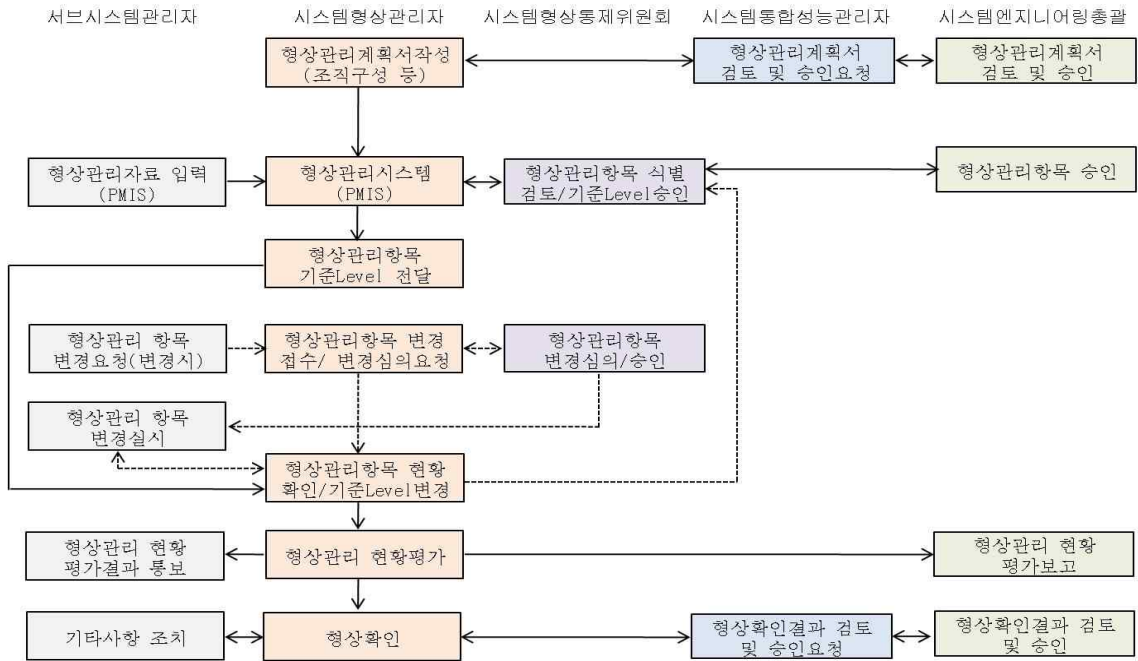 서브시스템관리자 시스템형상관리자 시스템형상통제위원회 시스템통합성능관리자 시스템엔지니어링총괄
형상관리계획서작성
(조직구성 등)
형상관리계획서
검토 및 승인요청
형상관리계획서
검토 및 승인
형상관리자료 입력
(PMIS)
형상관리시스템
(PMIS)
형상관리항목 식별
검토/기준Level승인
형상관리항목 승인
형상관리항목
기준Level 전달
형상관리 항목
변경요청(변경시)
형상관리항목 변경
접수/ 변경심의요청
형상관리항목
변경심의/승인
형상관리 항목
변경실시
형상관리항목 현황
확인/기준Level변경
형상관리 현황
평가결과 통보
형상관리 현황평가
형상관리 현황
평가보고
기타사항 조치
형상확인
형상확인결과 검토
및 승인요청
형상확인결과 검토
및 승인